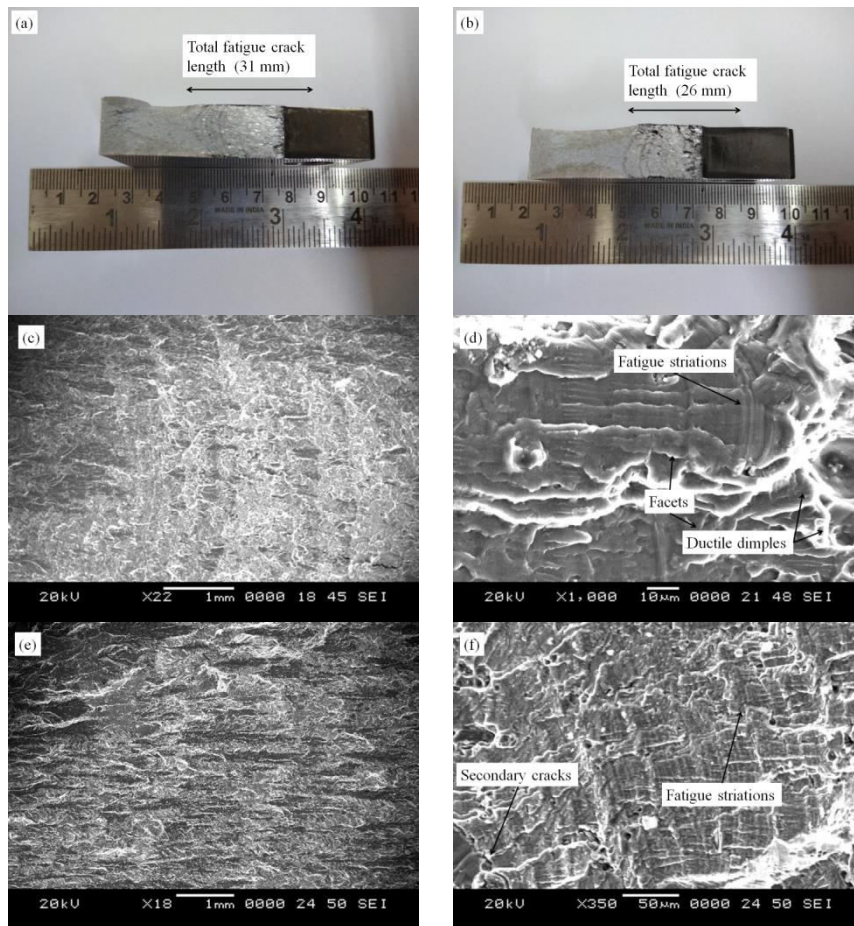 (a)
Total fatigue crack
length (31 mm)
1 2 3 4 5 6 7 8 9 10 11
MADE IN INDIA
1 2 3 4
(b)
Total fatigue crack
length (26 mm)
1 2 3 4 5 6 7 8 9 10 11
MADE IN INDIA
1 2 3 4
(c)
20kV X22 1mm 0000 18 45 SEI
(d)
Fatigue striations
Facets
Ductile dimples
20kV X1,000 10μm 0000 21 48 SEI
(e)
20kV X18 1mm 0000 24 50 SEI
(f)
Secondary cracks
Fatigue striations
20kV X350 50μm 0000 24 50 SEI